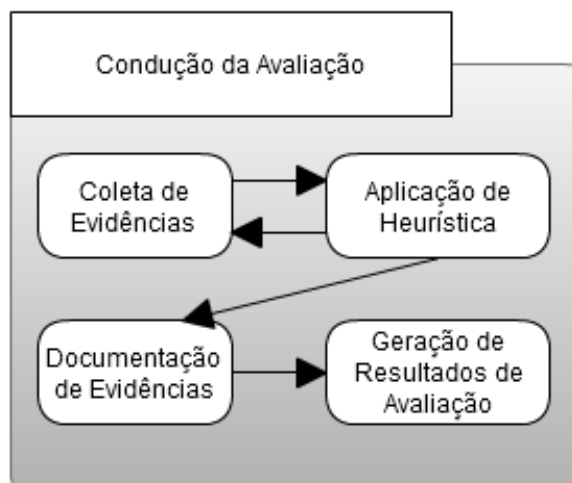 Condução da Avaliação
Coleta de
Evidências
Aplicação de
Heurística
Documentação
de Evidências
Geração de
Resultados de
Avaliação